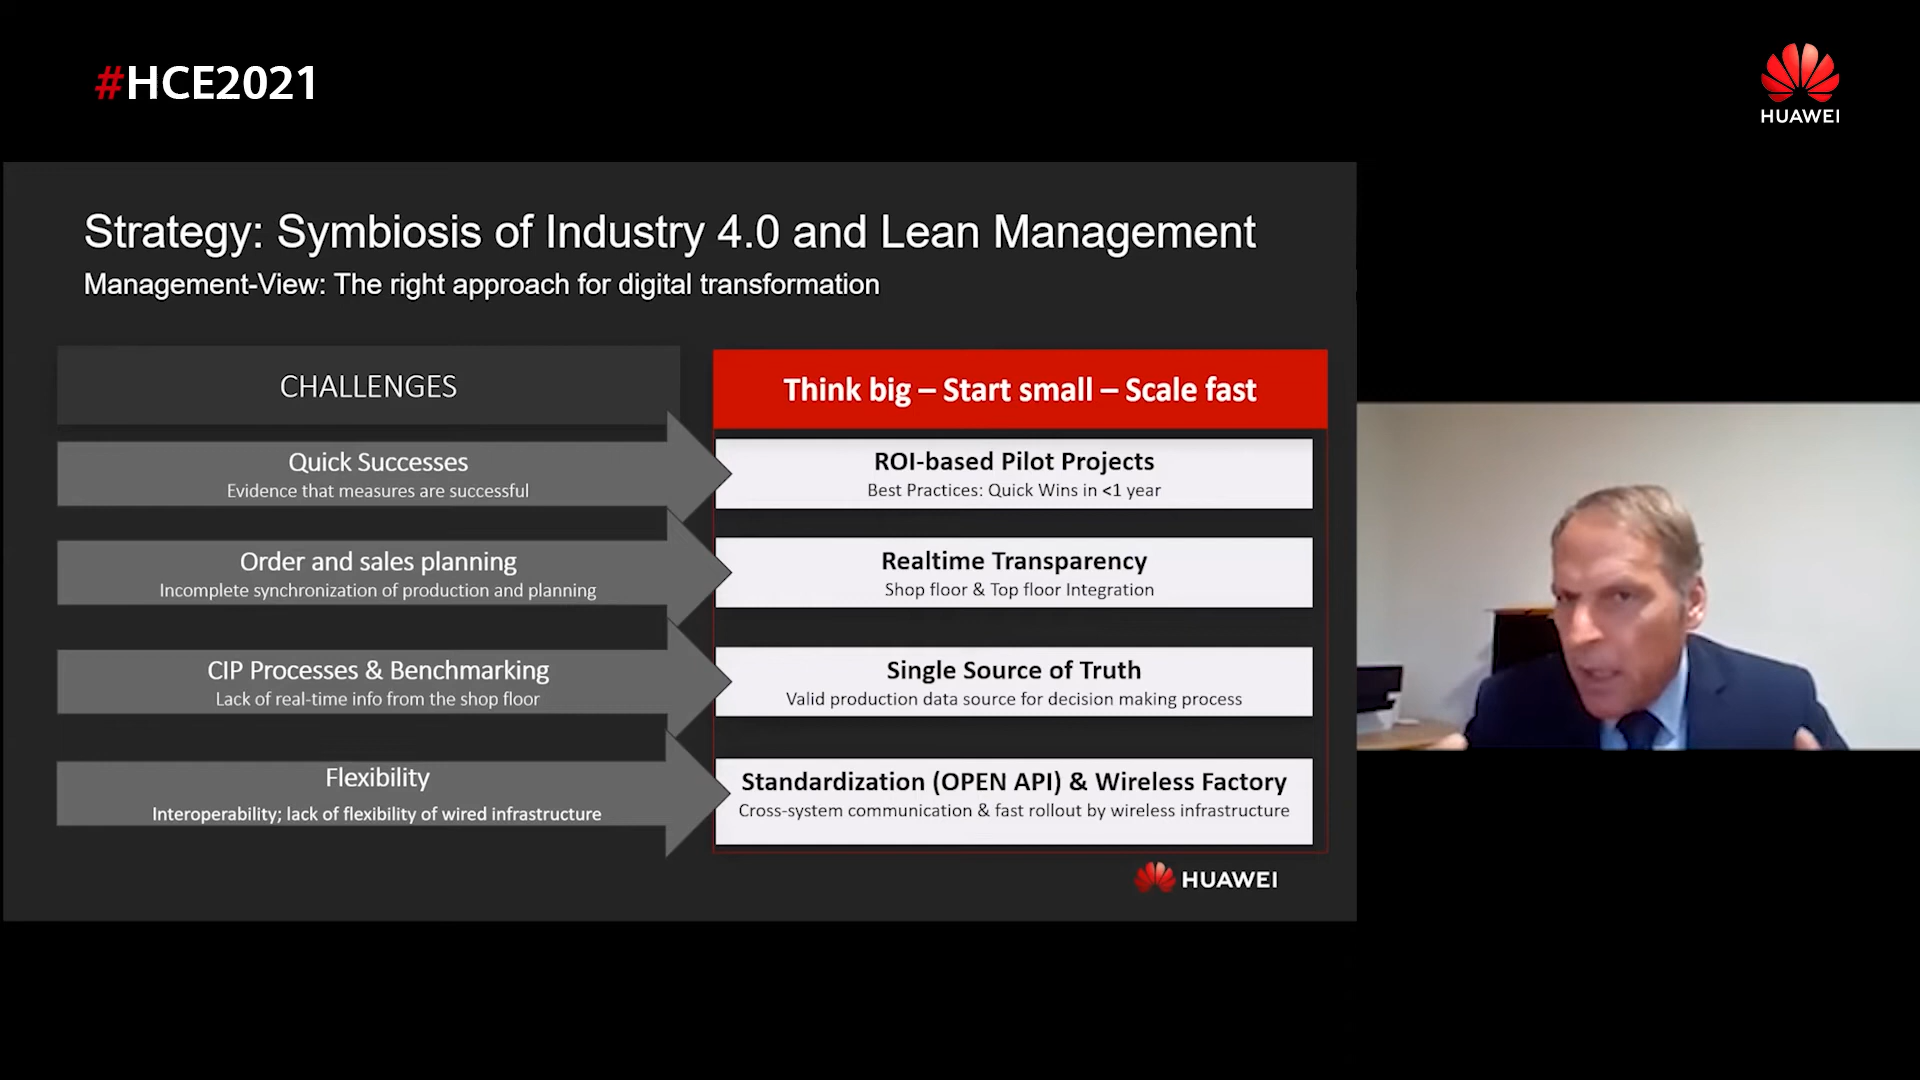 #HCE2021
HUAWEI
Strategy: Symbiosis of Industry 4.0 and Lean Management
Management-View: The right approach for digital transformation
CHALLENGES
Think big – Start small – Scale fast
Quick Successes
Evidence that measures are successful
ROI-based Pilot Projects
Best Practices: Quick Wins in <1 year
Order and sales planning
Incomplete synchronization of production and planning
Realtime Transparency
Shop floor & Top floor Integration
CIP Processes & Benchmarking
Lack of real-time info from the shop floor
Single Source of Truth
Valid production data source for decision making process
Flexibility
Interoperability; lack of flexibility of wired infrastructure
Standardization (OPEN API) & Wireless Factory
Cross-system communication & fast rollout by wireless infrastructure
HUAWEI